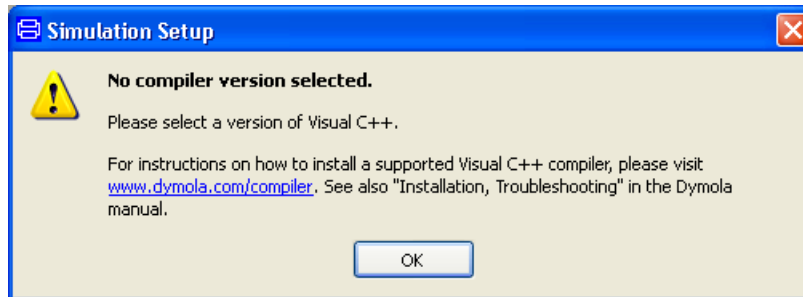 Simulation Setup
No compiler version selected.
Please select a version of Visual C++.
For instructions on how to install a supported Visual C++ compiler, please visit
www.dymola.com/compiler. See also "Installation, Troubleshooting" in the Dymola
manual.
OK